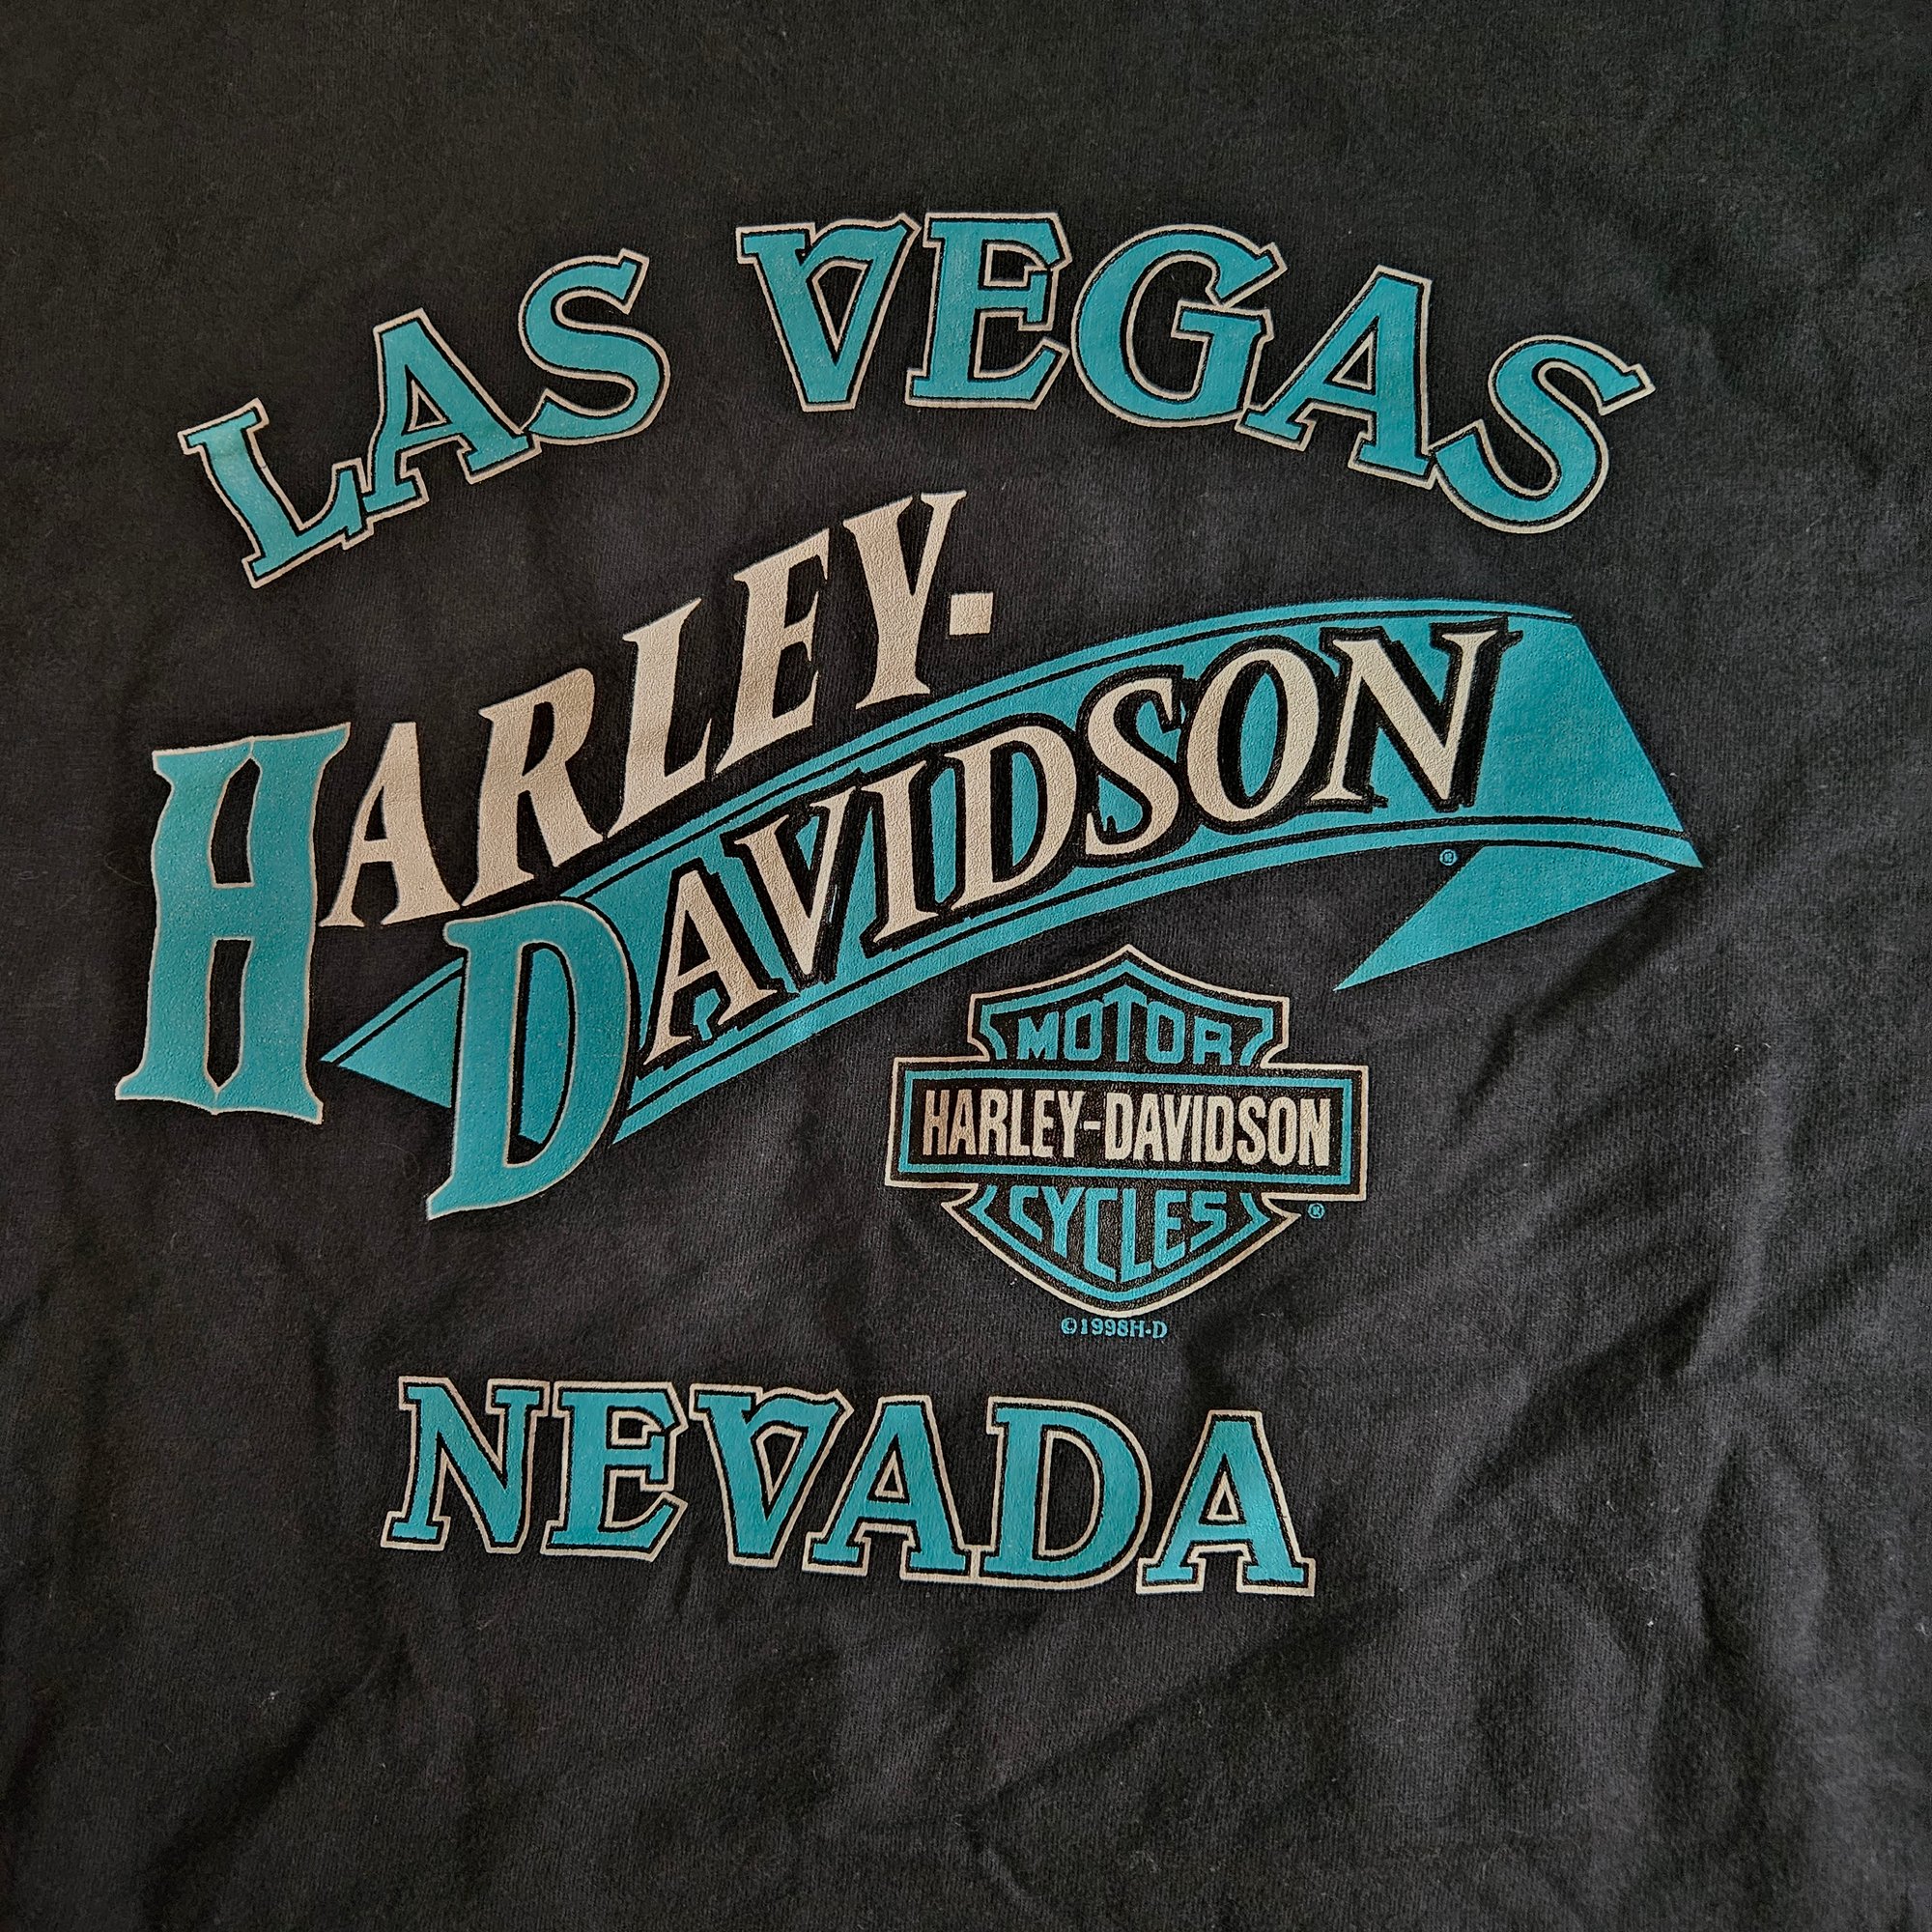 LAS VEGAS
HARLEY-
DAVIDSON
®
MOTOR
HARLEY-DAVIDSON
CYCLES
®
©1998H-D
NEVADA